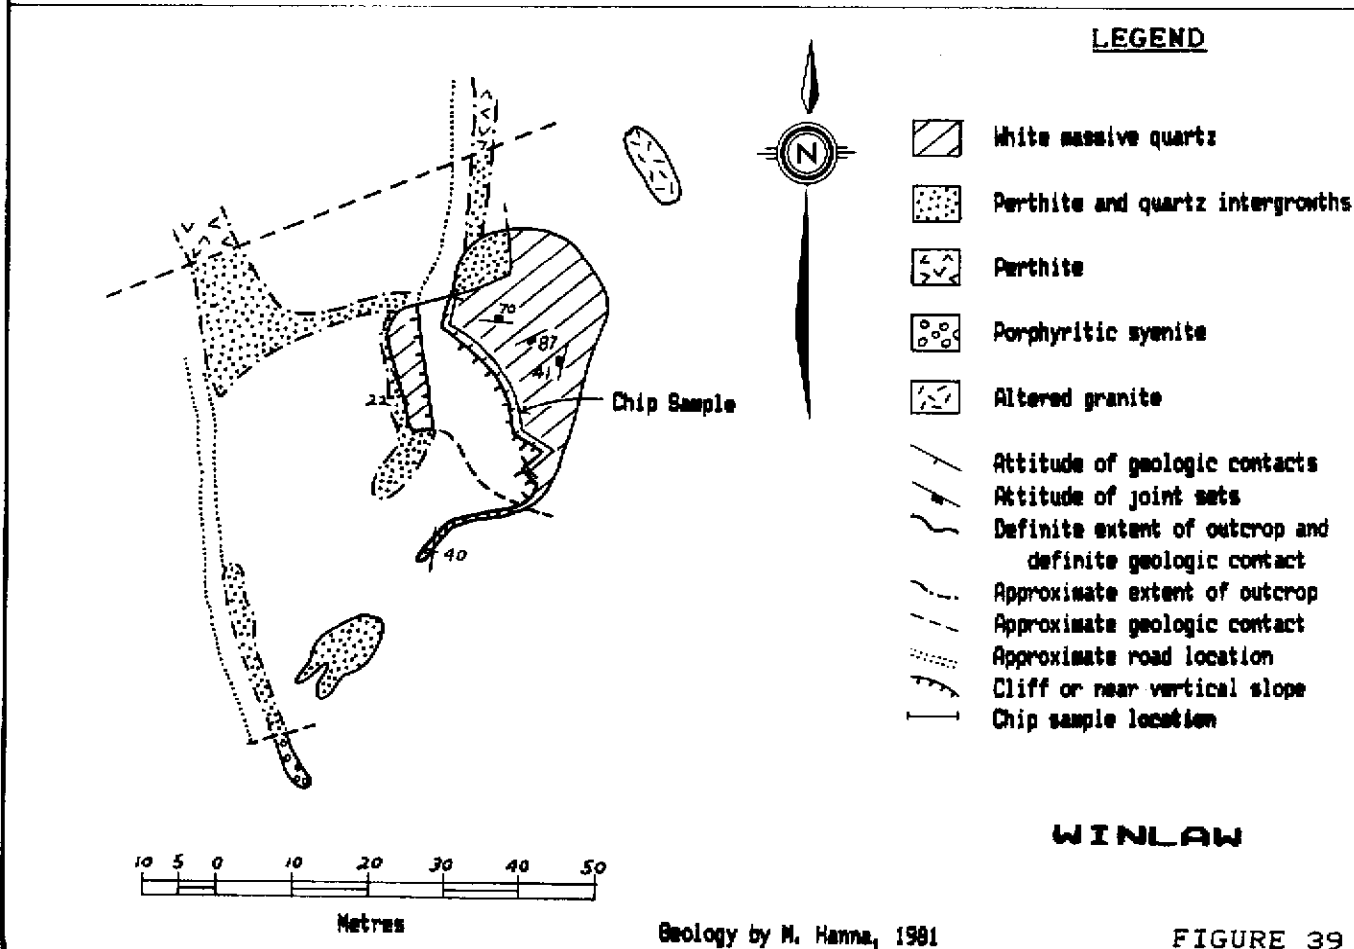 LEGEND
N
White massive quartz
Perthite and quartz intergrowths
Perthite
Porphyritic syenite
Altered granite
Attitude of geologic contacts
Attitude of joint sets
Definite extent of outcrop and
definite geologic contact
Approximate extent of outcrop
Approximate geologic contact
Approximate road location
Cliff or near vertical slope
Chip sample location
70
87
41
22
Chip Sample
40
WINLAW
10 5 0 10 20 30 40 50
Metres
Geology by M. Hanna, 1981
FIGURE 39